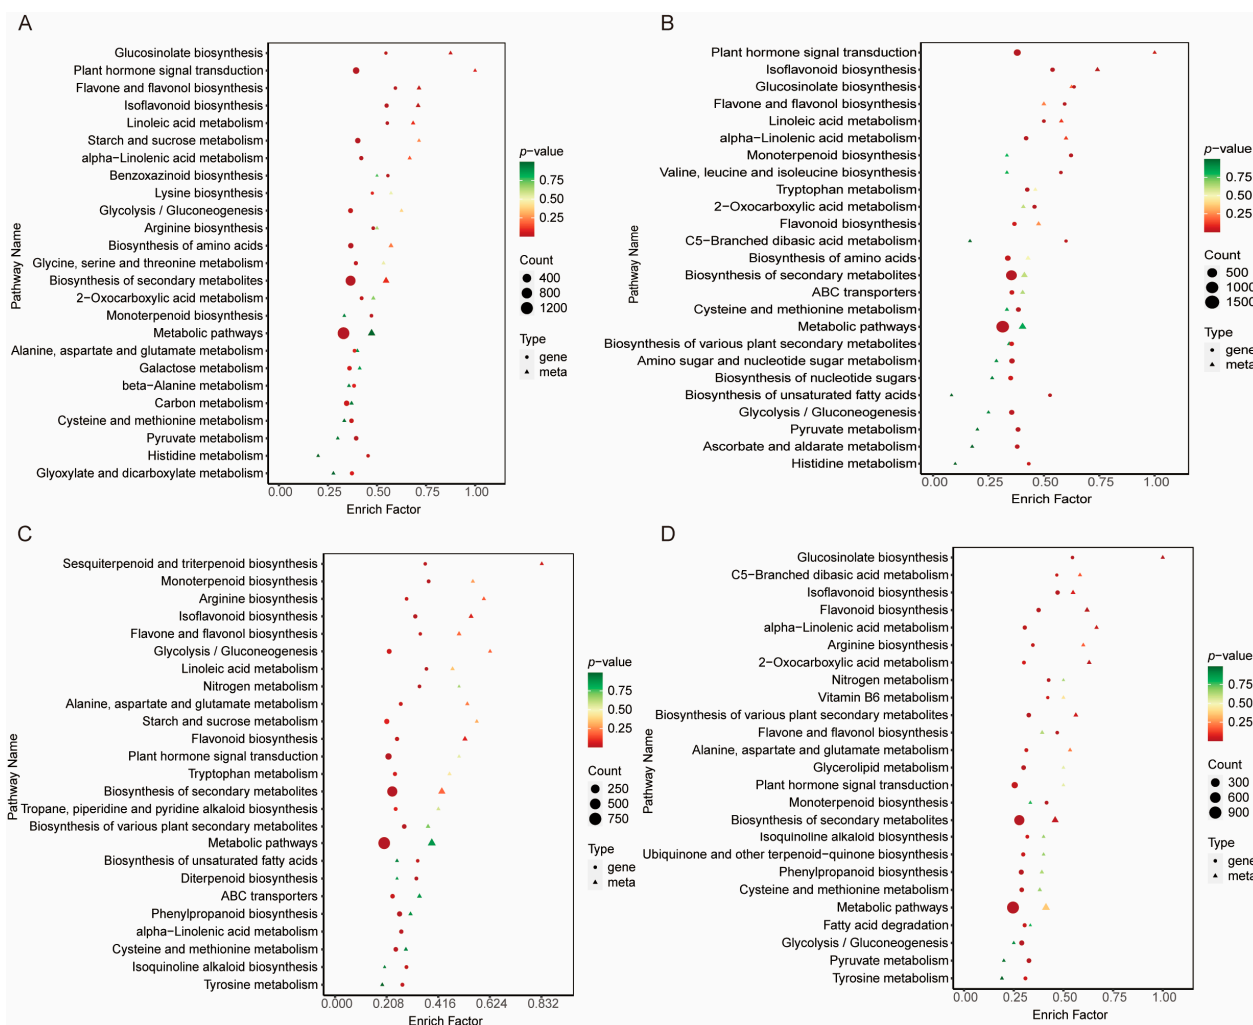 A
Glucosinolate biosynthesis
Plant hormone signal transduction
Flavone and flavonol biosynthesis
Isoflavonoid biosynthesis
Linoleic acid metabolism
Starch and sucrose metabolism
alpha−Linolenic acid metabolism
Benzoxazinoid biosynthesis
Lysine biosynthesis
Glycolysis / Gluconeogenesis
Arginine biosynthesis
Biosynthesis of amino acids
Glycine, serine and threonine metabolism
Biosynthesis of secondary metabolites
2−Oxocarboxylic acid metabolism
Monoterpenoid biosynthesis
Metabolic pathways
Alanine, aspartate and glutamate metabolism
Galactose metabolism
beta−Alanine metabolism
Carbon metabolism
Cysteine and methionine metabolism
Pyruvate metabolism
Histidine metabolism
Glyoxylate and dicarboxylate metabolism
Pathway Name
0.00 0.25 0.50 0.75 1.00
Enrich Factor
p-value
0.75
0.50
0.25
Count
400
800
1200
Type
gene
meta
B
Plant hormone signal transduction
Isoflavonoid biosynthesis
Glucosinolate biosynthesis
Flavone and flavonol biosynthesis
Linoleic acid metabolism
alpha−Linolenic acid metabolism
Monoterpenoid biosynthesis
Valine, leucine and isoleucine biosynthesis
Tryptophan metabolism
2−Oxocarboxylic acid metabolism
Flavonoid biosynthesis
C5−Branched dibasic acid metabolism
Biosynthesis of amino acids
Biosynthesis of secondary metabolites
ABC transporters
Cysteine and methionine metabolism
Metabolic pathways
Biosynthesis of various plant secondary metabolites
Amino sugar and nucleotide sugar metabolism
Biosynthesis of nucleotide sugars
Biosynthesis of unsaturated fatty acids
Glycolysis / Gluconeogenesis
Pyruvate metabolism
Ascorbate and aldarate metabolism
Histidine metabolism
Pathway Name
0.00 0.25 0.50 0.75 1.00
Enrich Factor
p-value
0.75
0.50
0.25
Count
500
1000
1500
Type
gene
meta
C
Sesquiterpenoid and triterpenoid biosynthesis
Monoterpenoid biosynthesis
Arginine biosynthesis
Isoflavonoid biosynthesis
Flavone and flavonol biosynthesis
Glycolysis / Gluconeogenesis
Linoleic acid metabolism
Nitrogen metabolism
Alanine, aspartate and glutamate metabolism
Starch and sucrose metabolism
Flavonoid biosynthesis
Plant hormone signal transduction
Tryptophan metabolism
Biosynthesis of secondary metabolites
Tropane, piperidine and pyridine alkaloid biosynthesis
Biosynthesis of various plant secondary metabolites
Metabolic pathways
Biosynthesis of unsaturated fatty acids
Diterpenoid biosynthesis
ABC transporters
Phenylpropanoid biosynthesis
alpha−Linolenic acid metabolism
Cysteine and methionine metabolism
Isoquinoline alkaloid biosynthesis
Tyrosine metabolism
Pathway Name
0.000 0.208 0.416 0.624 0.832
Enrich Factor
p-value
0.75
0.50
0.25
Count
250
500
750
Type
gene
meta
D
Glucosinolate biosynthesis
C5−Branched dibasic acid metabolism
Isoflavonoid biosynthesis
Flavonoid biosynthesis
alpha−Linolenic acid metabolism
Arginine biosynthesis
2−Oxocarboxylic acid metabolism
Nitrogen metabolism
Vitamin B6 metabolism
Biosynthesis of various plant secondary metabolites
Flavone and flavonol biosynthesis
Alanine, aspartate and glutamate metabolism
Glycerolipid metabolism
Plant hormone signal transduction
Monoterpenoid biosynthesis
Biosynthesis of secondary metabolites
Isoquinoline alkaloid biosynthesis
Ubiquinone and other terpenoid−quinone biosynthesis
Phenylpropanoid biosynthesis
Cysteine and methionine metabolism
Metabolic pathways
Fatty acid degradation
Glycolysis / Gluconeogenesis
Pyruvate metabolism
Tyrosine metabolism
Pathway Name
0.00 0.25 0.50 0.75 1.00
Enrich Factor
p-value
0.75
0.50
0.25
Count
300
600
900
Type
gene
meta